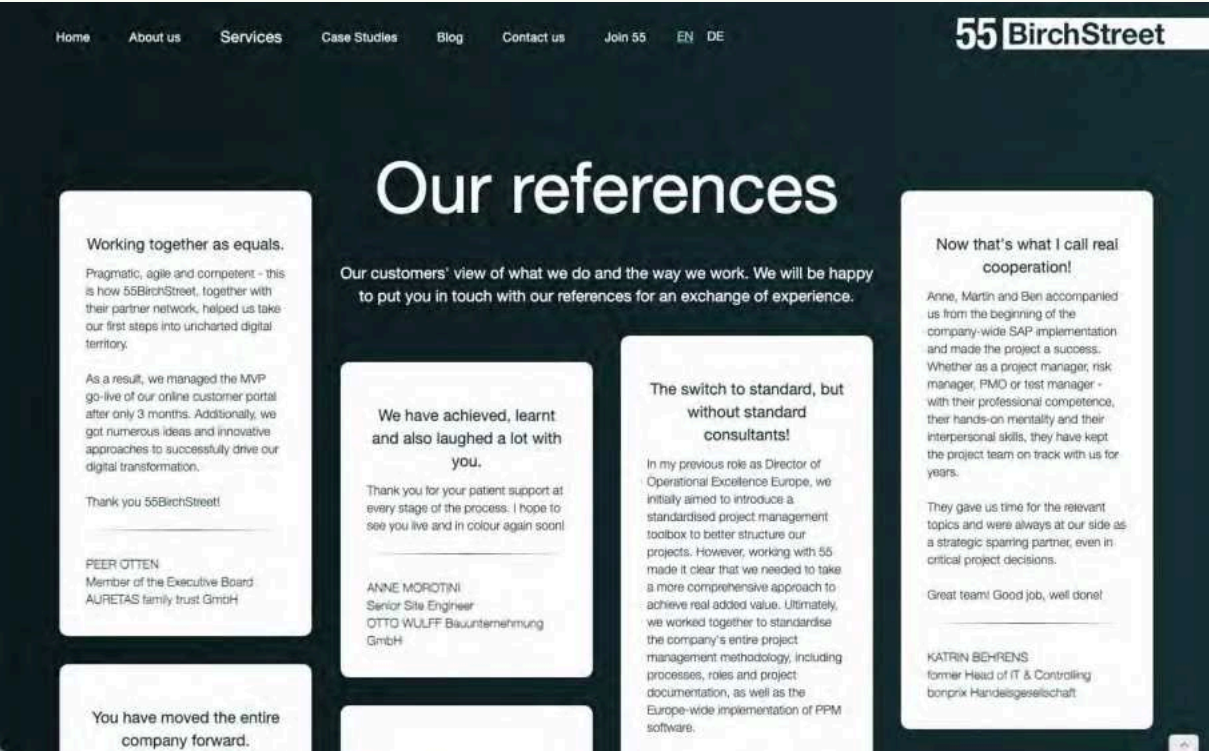 Home About us Services Case Studies Blog Contact us Join 55 EN DE
55 BirchStreet
Our references
Our customers' view of what we do and the way we work. We will be happy
to put you in touch with our references for an exchange of experience.
Working together as equals.
Pragmatic, agile and competent - this
is how 55BirchStreet, together with
their partner network, helped us take
our first steps into uncharted digital
territory.
As a result, we managed the MVP
go-live of our online customer portal
after only 3 months. Additionally, we
got numerous ideas and innovative
approaches to successfully drive our
digital transformation.
Thank you 55BirchStreet!
PEER OTTEN
Member of the Executive Board
AURETAS family trust GmbH
You have moved the entire
company forward.
We have achieved, learnt
and also laughed a lot with
you.
Thank you for your patient support at
every stage of the process. I hope to
see you live and in colour again soon!
ANNE MOROTINI
Senior Site Engineer
OTTO WULFF Bauunternehmung
GmbH
The switch to standard, but
without standard
consultants!
In my previous role as Director of
Operational Excellence Europe, we
initially aimed to introduce a
standardised project management
toolbox to better structure our
projects. However, working with 55
made it clear that we needed to take
a more comprehensive approach to
achieve real added value. Ultimately,
we worked together to standardise
the company's entire project
management methodology, including
processes, roles and project
documentation, as well as the
Europe-wide implementation of PPM
software.
Now that's what I call real
cooperation!
Anne, Martin and Ben accompanied
us from the beginning of the
company-wide SAP implementation
and made the project a success.
Whether as a project manager, risk
manager, PMO or test manager -
with their professional competence,
their hands-on mentality and their
interpersonal skills, they have kept
the project team on track with us for
years.
They gave us time for the relevant
topics and were always at our side as
a strategic sparring partner, even in
critical project decisions.
Great team! Good job, well done!
KATRIN BEHRENS
former Head of IT & Controlling
bonprix Handelsgesellschaft